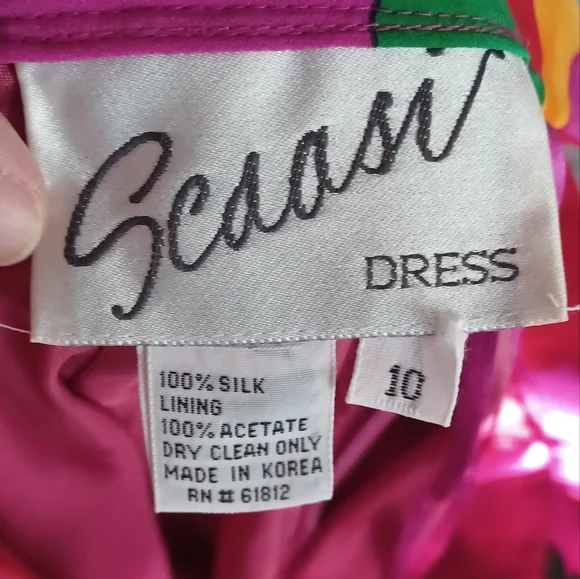 Scaasi
DRESS
100% SILK
LINING
100% ACETATE
DRY CLEAN ONLY
MADE IN KOREA
RN # 61812
10